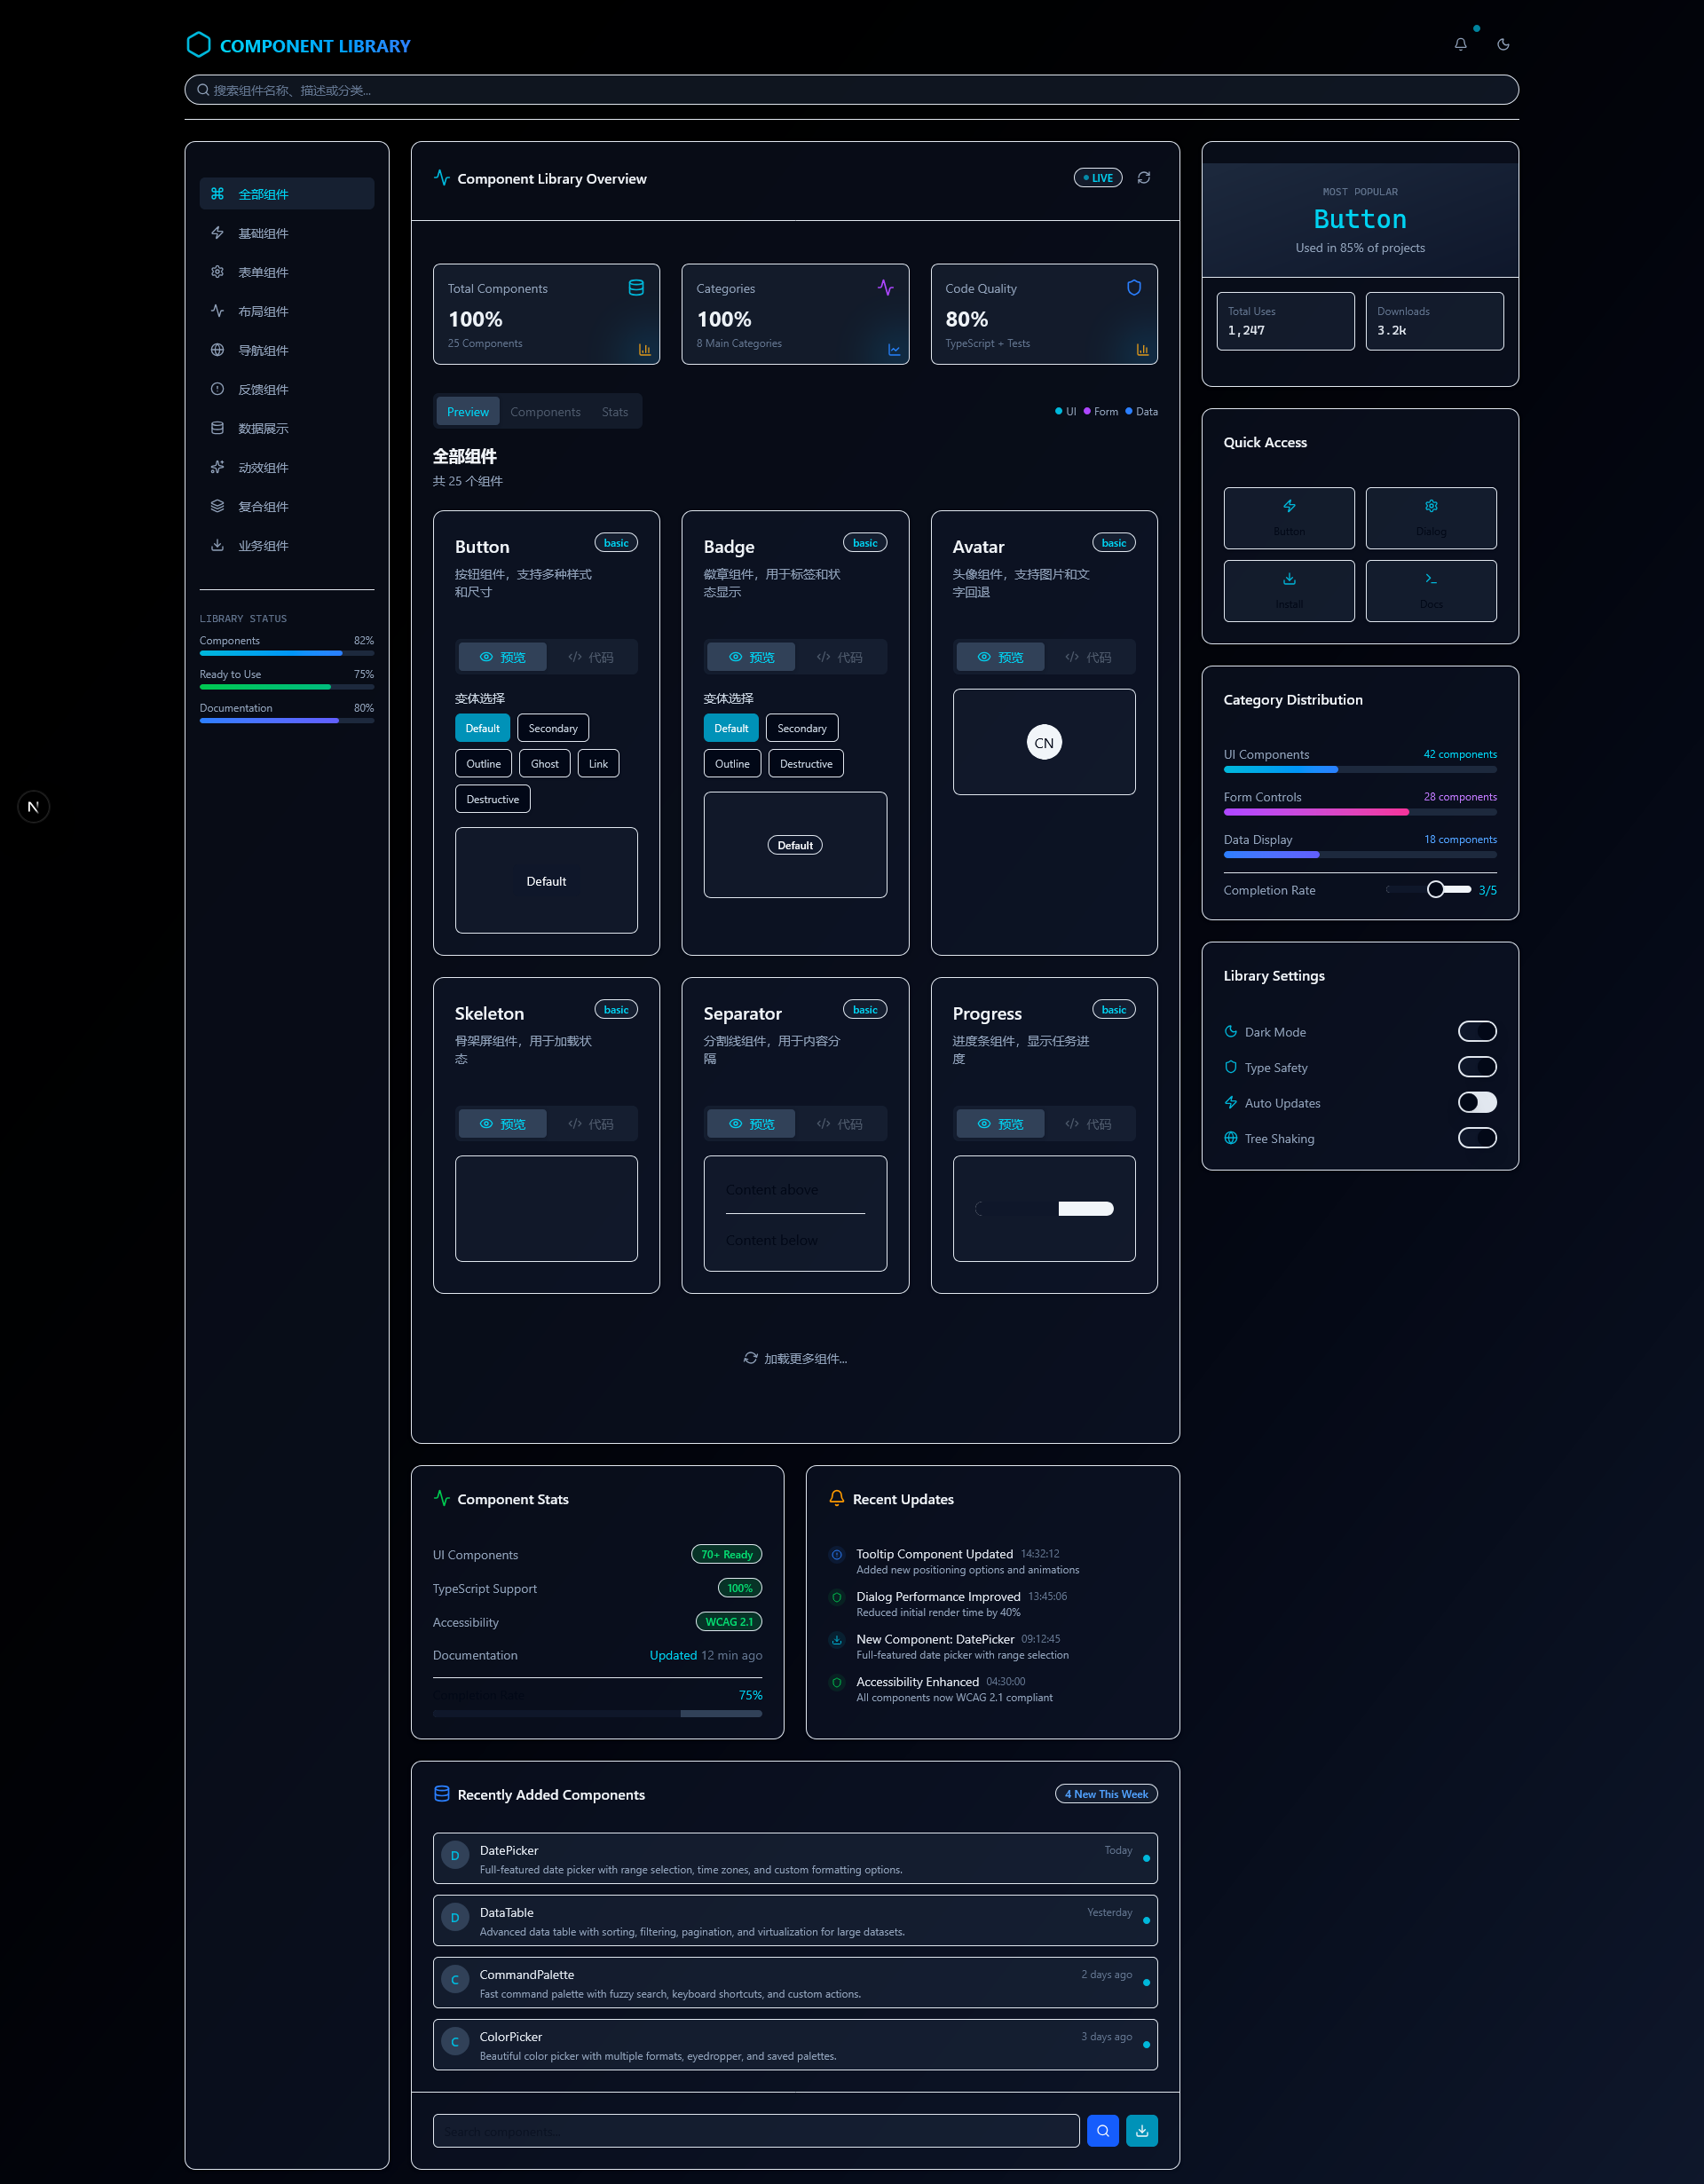 COMPONENT LIBRARY
搜索组件名称、描述或分类...
全部组件
基础组件
表单组件
布局组件
导航组件
反馈组件
数据展示
动效组件
复合组件
业务组件
LIBRARY STATUS
Components 82%
Ready to Use 75%
Documentation 80%
Component Library Overview
LIVE
Total Components
100%
25 Components
Categories
100%
8 Main Categories
Code Quality
80%
TypeScript + Tests
Preview Components Stats
UI Form Data
全部组件
共 25 个组件
Button basic
按钮组件，支持多种样式
和尺寸
预览 代码
变体选择
Default Secondary
Outline Ghost Link
Destructive
Default
Badge basic
徽章组件，用于标签和状
态显示
预览 代码
变体选择
Default Secondary
Outline Destructive
Default
Avatar basic
头像组件，支持图片和文
字回退
预览 代码
CN
Skeleton basic
骨架屏组件，用于加载状
态
预览 代码
Separator basic
分割线组件，用于内容分
隔
预览 代码
Content above
Content below
Progress basic
进度条组件，显示任务进
度
预览 代码
加载更多组件...
Component Stats
UI Components 70+ Ready
TypeScript Support 100%
Accessibility WCAG 2.1
Documentation Updated 12 min ago
75%
Recent Updates
Tooltip Component Updated 14:32:12
Added new positioning options and animations
Dialog Performance Improved 13:45:06
Reduced initial render time by 40%
New Component: DatePicker 09:12:45
Full-featured date picker with range selection
Accessibility Enhanced 04:30:00
All components now WCAG 2.1 compliant
Recently Added Components
4 New This Week
D
DatePicker Today
Full-featured date picker with range selection, time zones, and custom formatting options.
D
DataTable Yesterday
Advanced data table with sorting, filtering, pagination, and virtualization for large datasets.
C
CommandPalette 2 days ago
Fast command palette with fuzzy search, keyboard shortcuts, and custom actions.
C
ColorPicker 3 days ago
Beautiful color picker with multiple formats, eyedropper, and saved palettes.
Search components...
MOST POPULAR
Button
Used in 85% of projects
Total Uses
1,247
Downloads
3.2k
Quick Access
Button
Dialog
Install
Docs
Category Distribution
UI Components 42 components
Form Controls 28 components
Data Display 18 components
Completion Rate 3/5
Library Settings
Dark Mode
Type Safety
Auto Updates
Tree Shaking
N